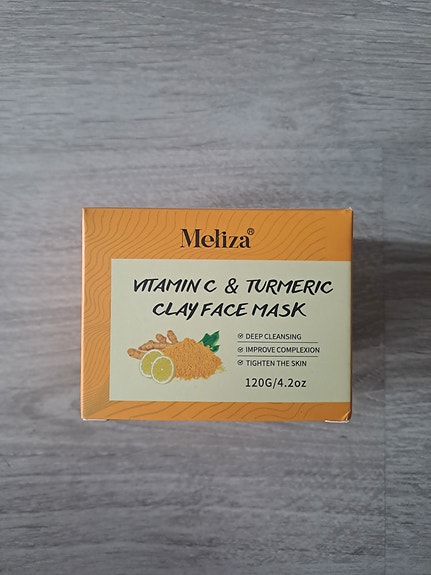 Meliza®
VITAMIN C & TURMERIC
CLAY FACE MASK
DEEP CLEANSING
IMPROVE COMPLEXION
TIGHTEN THE SKIN
120G/4.2oz